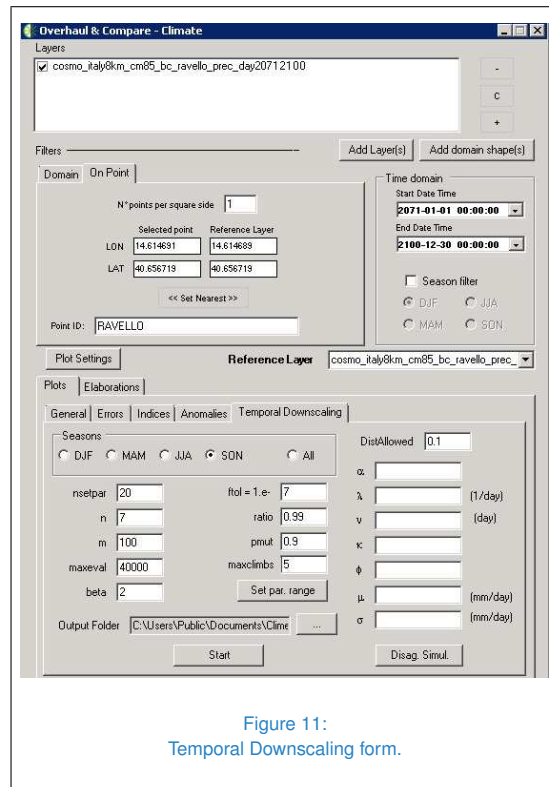 Overhaul & Compare - Climate
Layers
cosmo_italy8km_cm85_bc_ravello_prec_day20712100
-
C
+
Filters
Add Layer(s) Add domain shape(s)
Domain On Point
N°points per square side 1
Selected point Reference Layer
LON 14.614691 14.614689
LAT 40.656719 40.656719
<< Set Nearest >>
Point ID: RAVELLO
Time domain
Start Date Time
2071-01-01 00:00:00
End Date Time
2100-12-30 00:00:00
Season filter
DJF JJA
MAM SON
Plot Settings Reference Layer cosmo_italy8km_cm85_bc_ravello_prec_
Plots Elaborations
General Errors Indices Anomalies Temporal Downscaling
Seasons
DJF MAM JJA SON All
nsetpar 20 ftol = 1.e- 7
n 7 ratio 0.99
m 100 pmut 0.9
maxeval 40000 maxclimbs 5
beta 2 Set par. range
Output Folder C:\Users\Public\Documents\Clime ...
Start
DistAllowed 0.1
α
λ (1/day)
ν (day)
κ
ϕ
μ (mm/day)
σ (mm/day)
Disag. Simul.
Figure 11:
Temporal Downscaling form.